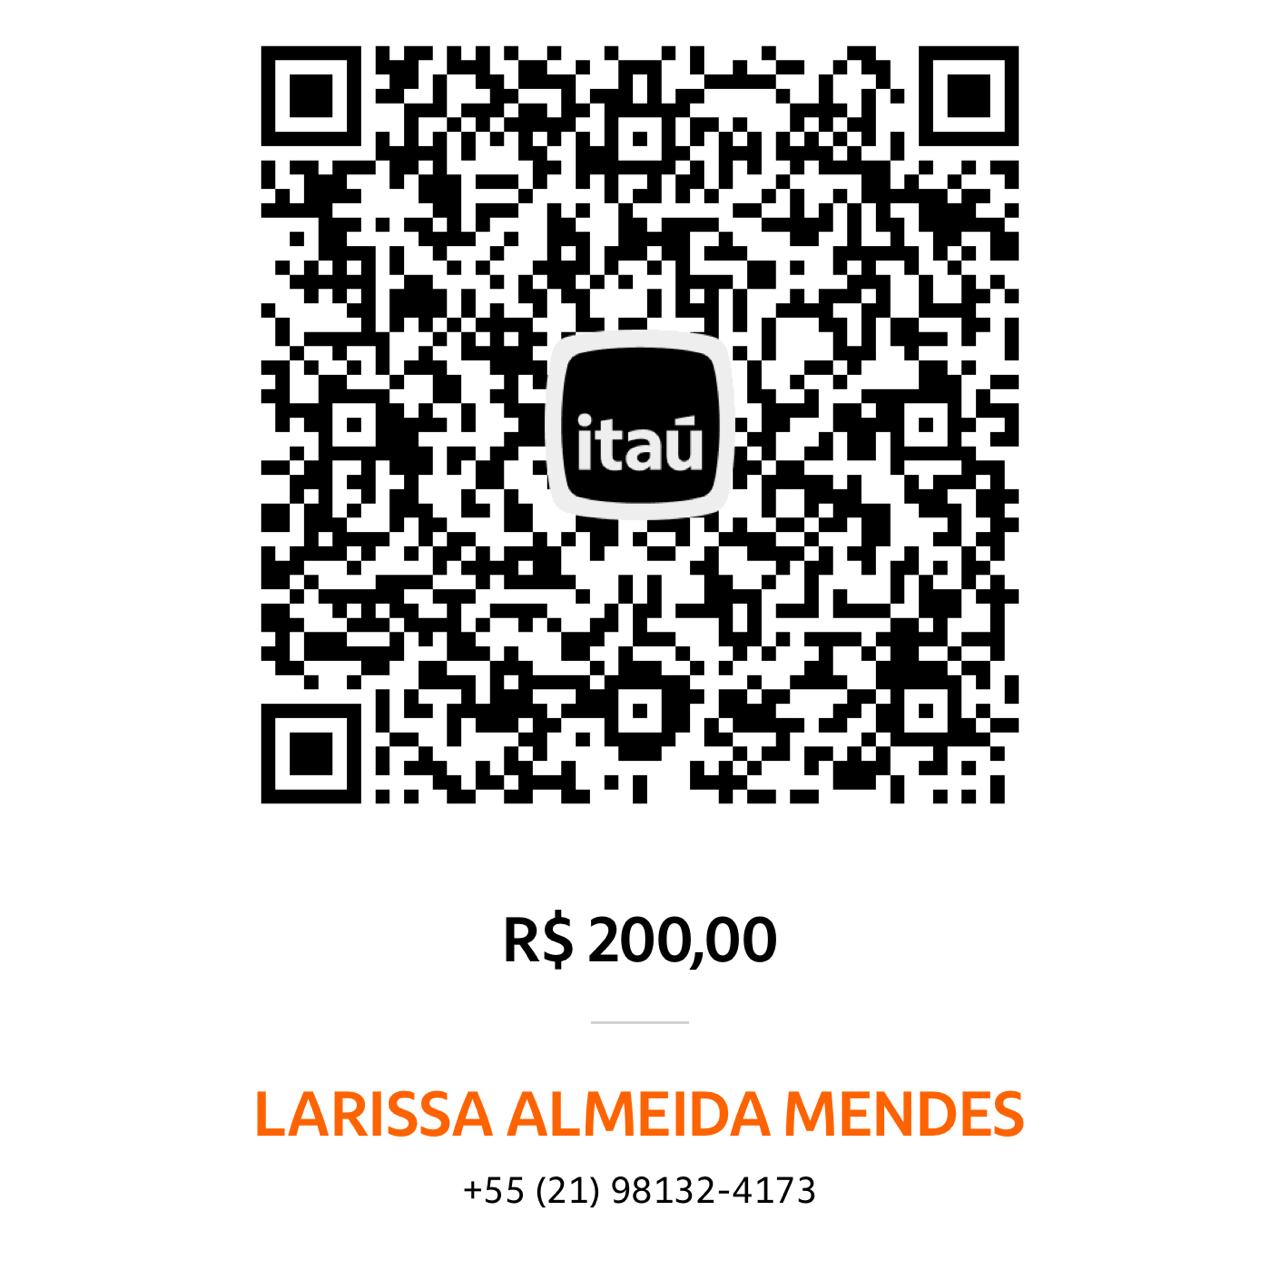 itaú
R$ 200,00
LARISSA ALMEIDA MENDES
+55 (21) 98132-4173